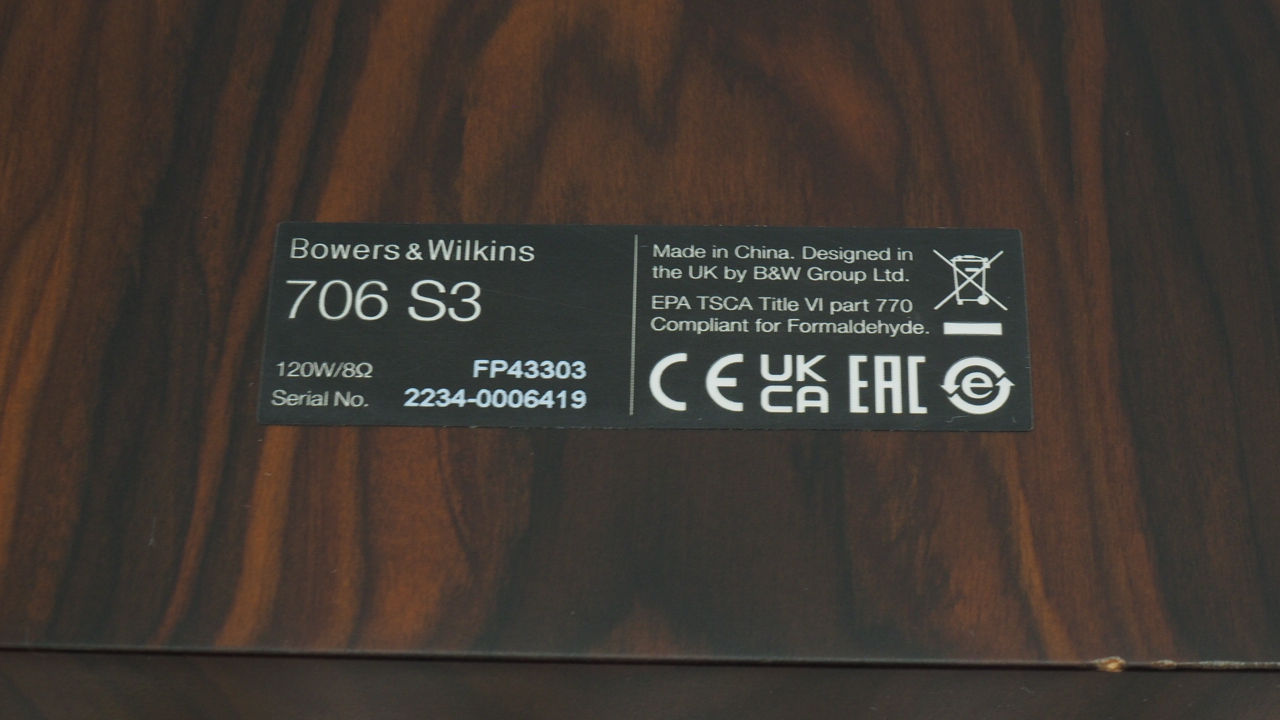 Bowers & Wilkins
706 S3
120W/8Ω FP43303
Serial No. 2234-0006419
Made in China. Designed in
the UK by B&W Group Ltd.
EPA TSCA Title VI part 770
Compliant for Formaldehyde.
CE UK CA EAC e